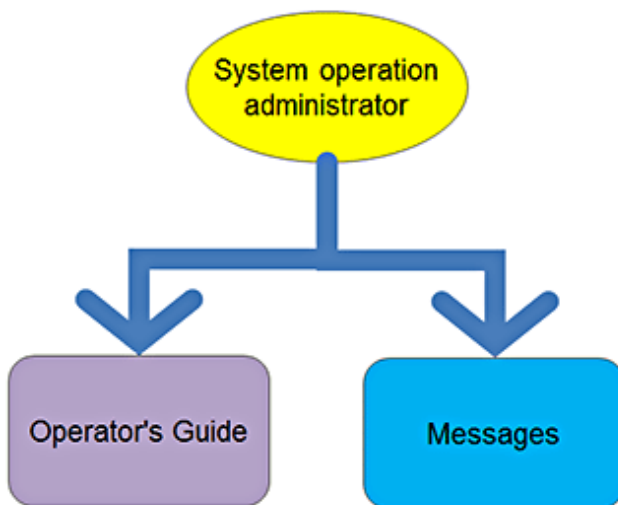 System operation
administrator
Operator's Guide
Messages